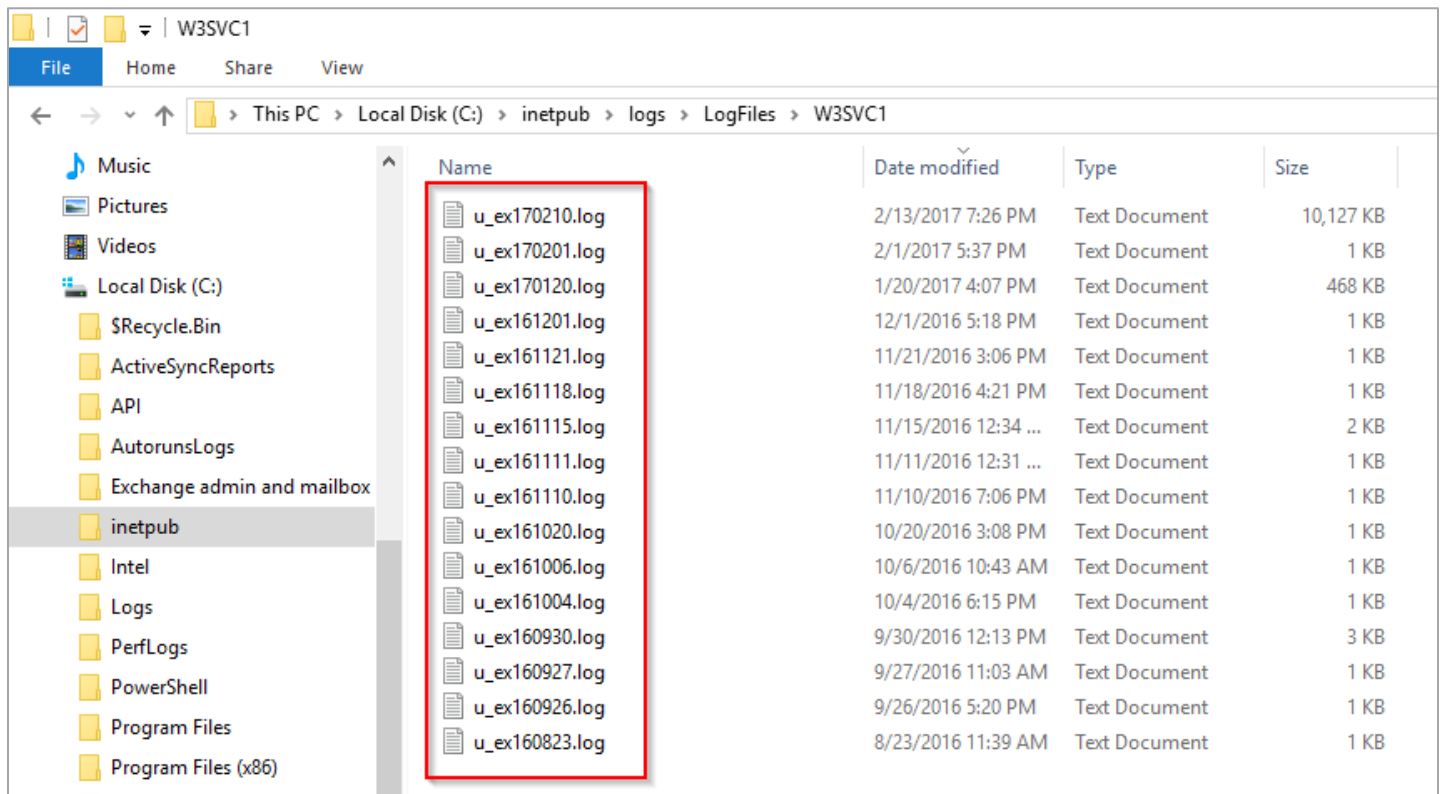 W3SVC1
File Home Share View
This PC > Local Disk (C:) > inetpub > logs > LogFiles > W3SVC1
Music
Pictures
Videos
Local Disk (C:)
$Recycle.Bin
ActiveSyncReports
API
AutorunsLogs
Exchange admin and mailbox
inetpub
Intel
Logs
PerfLogs
PowerShell
Program Files
Program Files (x86)
Name Date modified Type Size
u_ex170210.log 2/13/2017 7:26 PM Text Document 10,127 KB
u_ex170201.log 2/1/2017 5:37 PM Text Document 1 KB
u_ex170120.log 1/20/2017 4:07 PM Text Document 468 KB
u_ex161201.log 12/1/2016 5:18 PM Text Document 1 KB
u_ex161121.log 11/21/2016 3:06 PM Text Document 1 KB
u_ex161118.log 11/18/2016 4:21 PM Text Document 1 KB
u_ex161115.log 11/15/2016 12:34 ... Text Document 2 KB
u_ex161111.log 11/11/2016 12:31 ... Text Document 1 KB
u_ex161110.log 11/10/2016 7:06 PM Text Document 1 KB
u_ex161020.log 10/20/2016 3:08 PM Text Document 1 KB
u_ex161006.log 10/6/2016 10:43 AM Text Document 1 KB
u_ex161004.log 10/4/2016 6:15 PM Text Document 1 KB
u_ex160930.log 9/30/2016 12:13 PM Text Document 3 KB
u_ex160927.log 9/27/2016 11:03 AM Text Document 1 KB
u_ex160926.log 9/26/2016 5:20 PM Text Document 1 KB
u_ex160823.log 8/23/2016 11:39 AM Text Document 1 KB